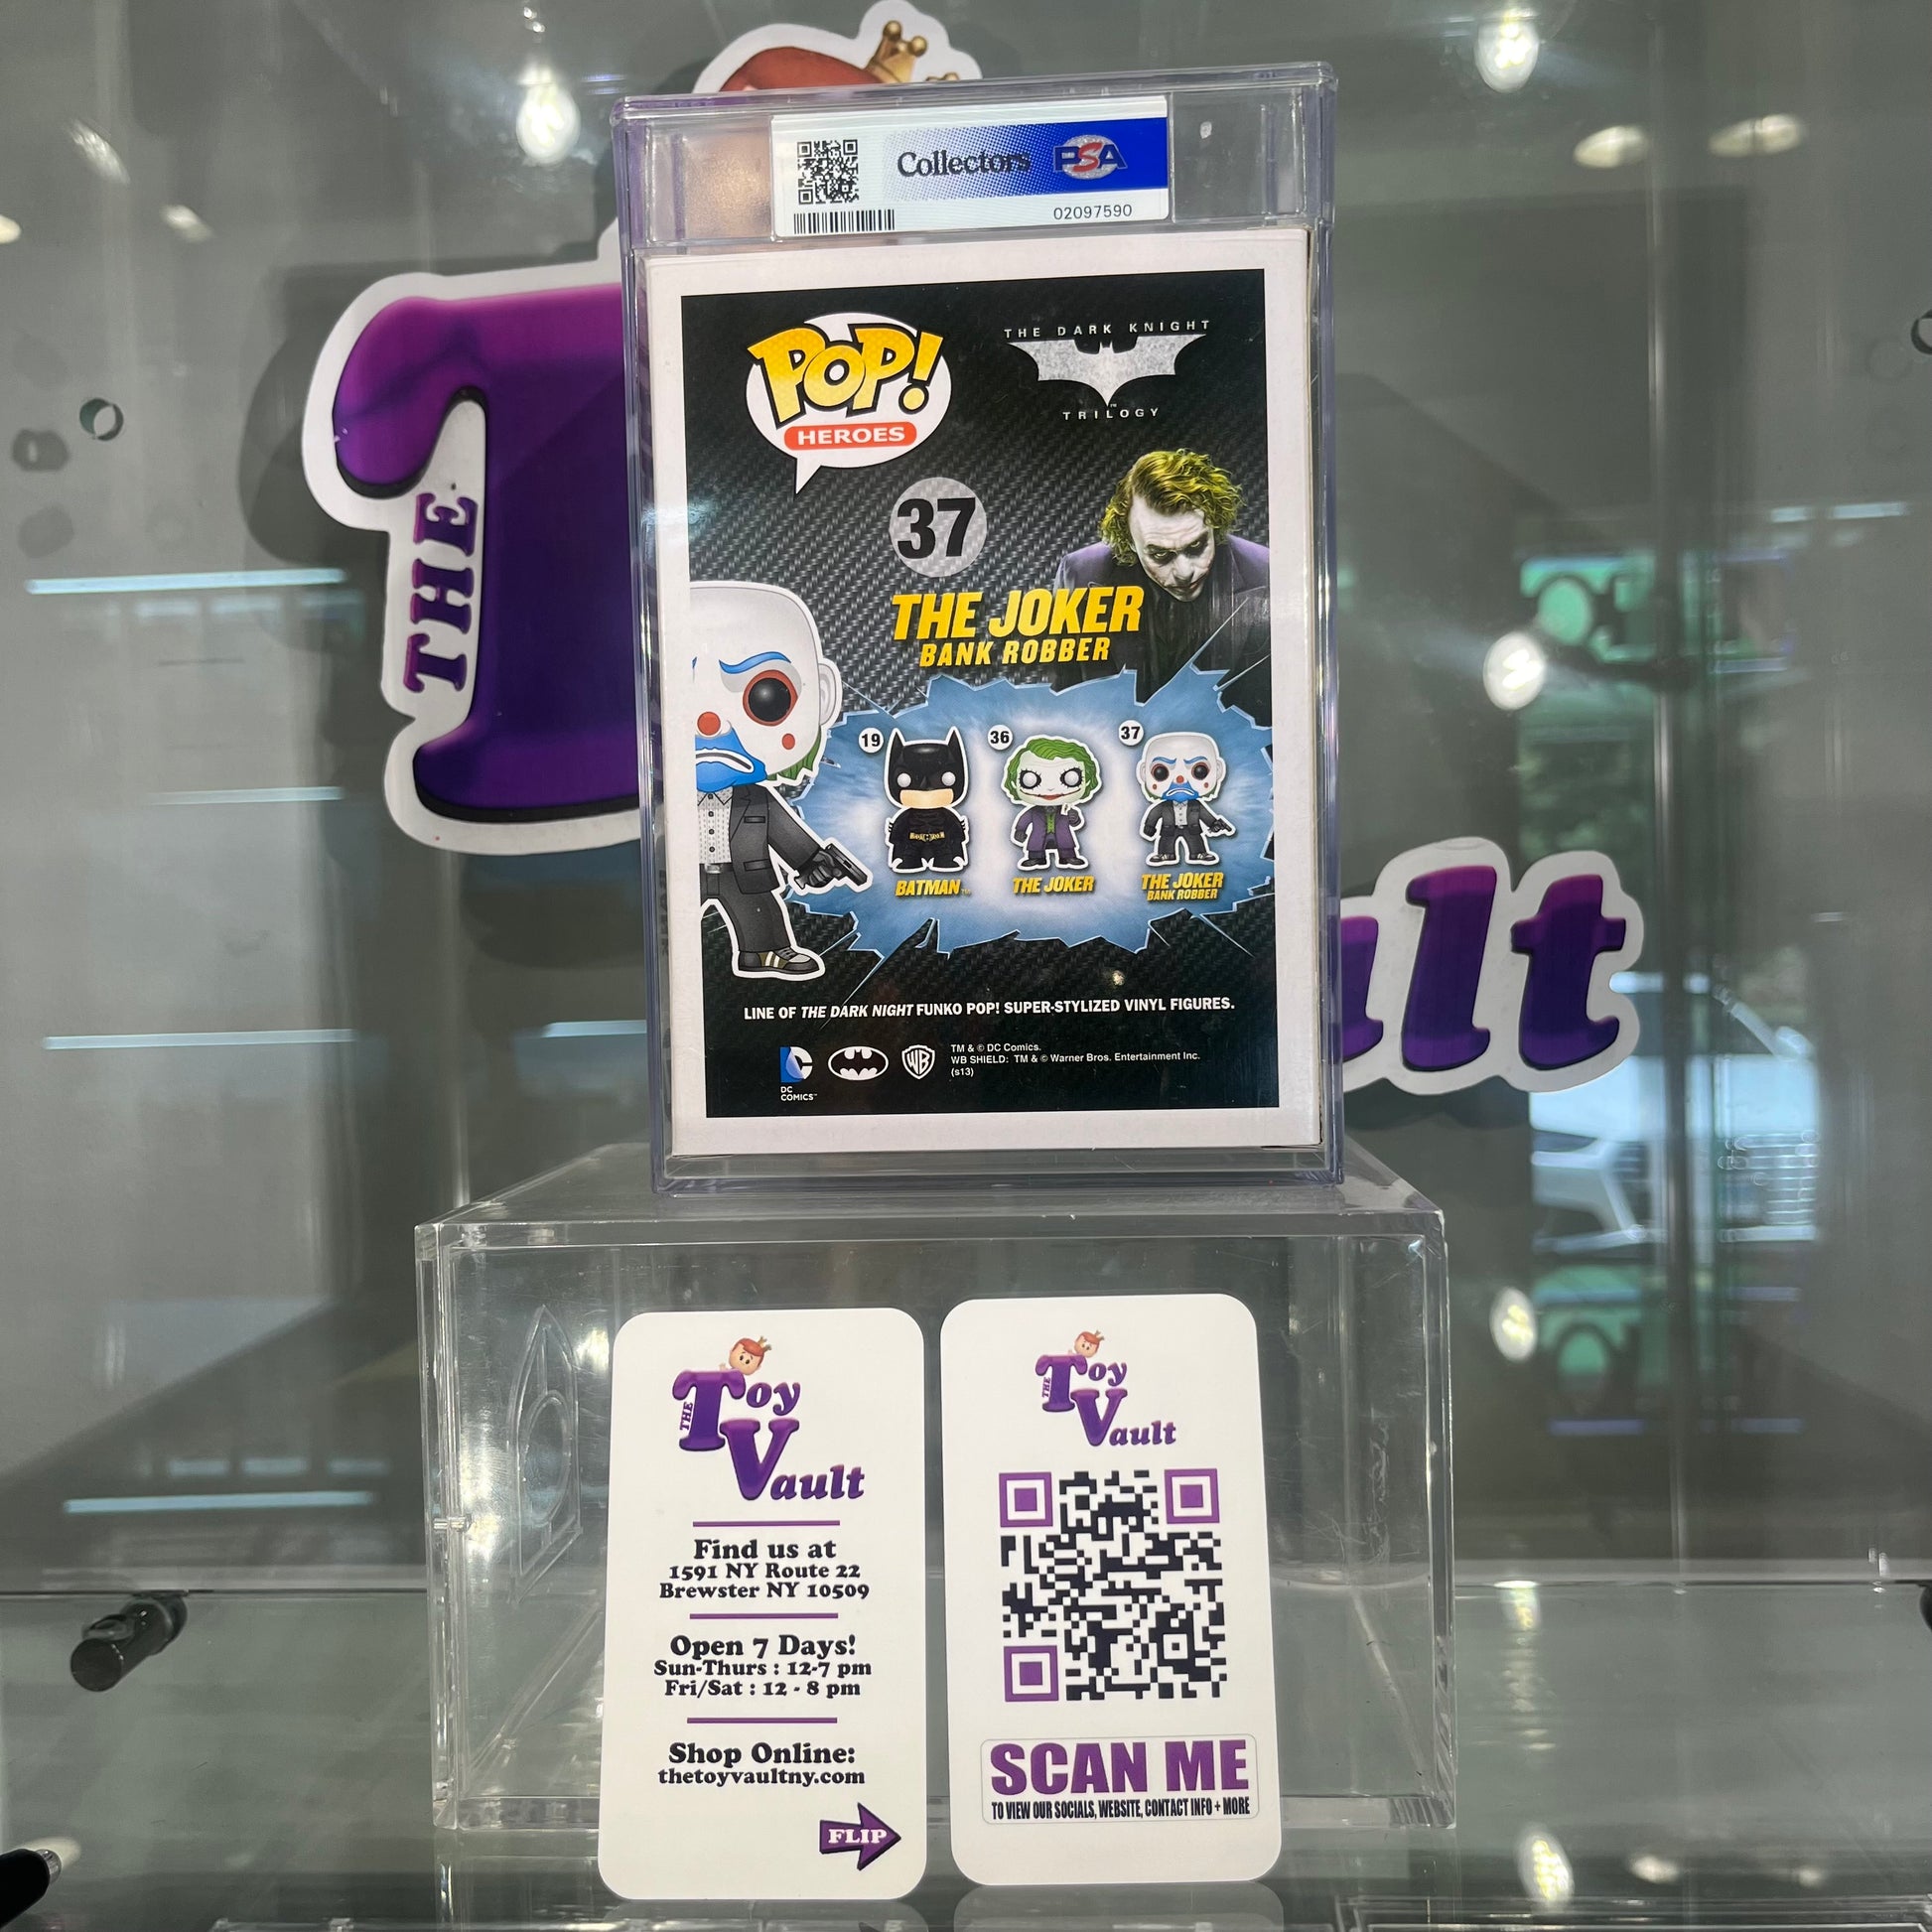 Collectors PSA
02097590
THE
T
ult
POP!
HEROES
THE DARK KNIGHT
TRILOGY
37
THE JOKER
BANK ROBBER
19
36
37
BATMAN™
THE JOKER
THE JOKER
BANK ROBBER
LINE OF THE DARK NIGHT FUNKO POP! SUPER-STYLIZED VINYL FIGURES.
DC
COMICS™
WB
TM & © DC Comics.
WB SHIELD: TM & © Warner Bros. Entertainment Inc.
(s13)
THE Toy
Vault
Find us at
1591 NY Route 22
Brewster NY 10509
Open 7 Days!
Sun-Thurs : 12-7 pm
Fri/Sat : 12 - 8 pm
Shop Online:
thetoyvaultny.com
FLIP
THE Toy
Vault
SCAN ME
TO VIEW OUR SOCIALS, WEBSITE, CONTACT INFO + MORE